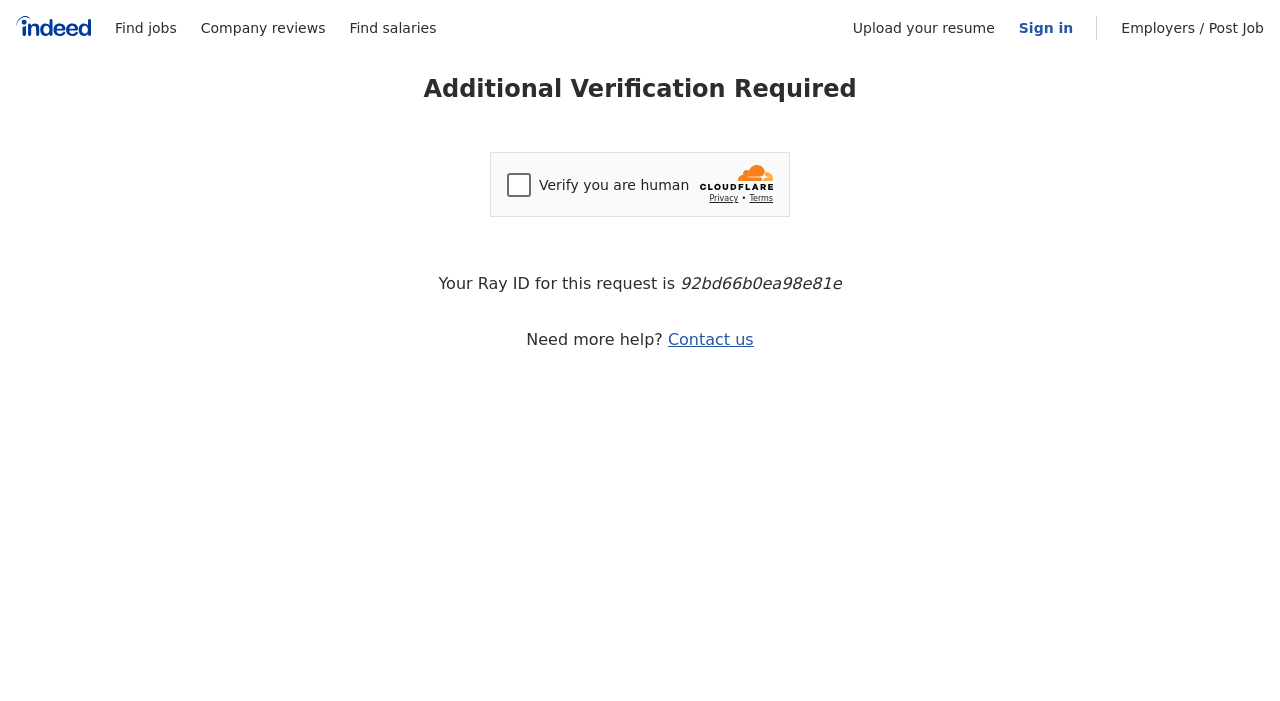 indeed Find jobs Company reviews Find salaries Upload your resume Sign in Employers / Post Job
Additional Verification Required
Verify you are human
CLOUDFLARE
Privacy • Terms
Your Ray ID for this request is 92bd66b0ea98e81e
Need more help? Contact us